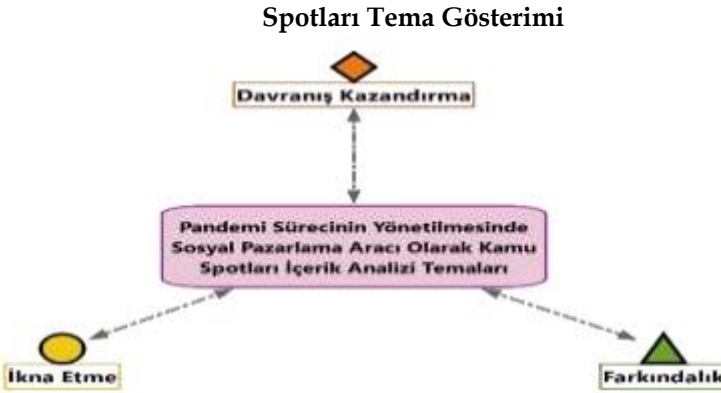 Spotları Tema Gösterimi
Davranış Kazandırma
Pandemi Sürecinin Yönetilmesinde
Sosyal Pazarlama Aracı Olarak Kamu
Spotları İçerik Analizi Temaları
İkna Etme
Farkındalık